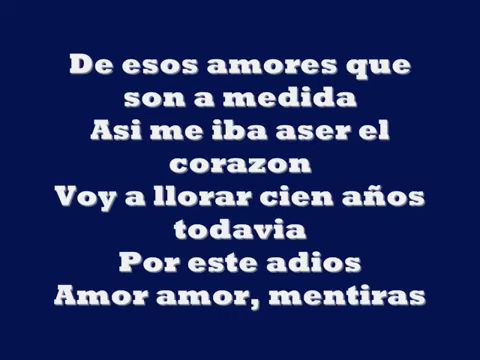 De esos amores que
son a medida
Asi me iba aser el
corazon
Voy a llorar cien años
todavia
Por este adios
Amor amor, mentiras